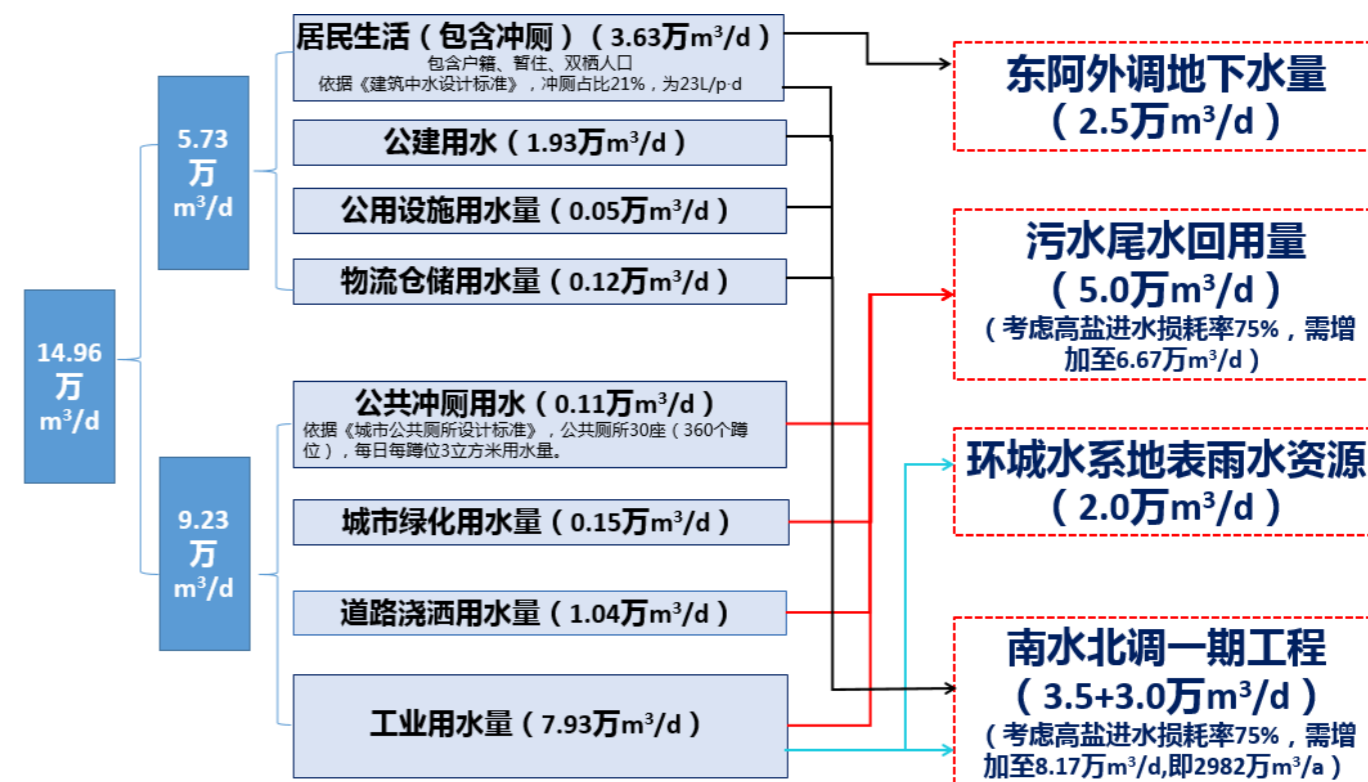 14.96
万
m³/d
5.73
万
m³/d
9.23
万
m³/d
居民生活（包含冲厕）（3.63万m³/d）
包含户籍、暂住、双栖人口
依据《建筑中水设计标准》，冲厕占比21%，为23L/p·d
公建用水（1.93万m³/d）
公用设施用水量（0.05万m³/d）
物流仓储用水量（0.12万m³/d）
公共冲厕用水（0.11万m³/d）
依据《城市公共厕所设计标准》，公共厕所30座（360个蹲
位），每日每蹲位3立方米用水量。
城市绿化用水量（0.15万m³/d）
道路浇洒用水量（1.04万m³/d）
工业用水量（7.93万m³/d）
东阿外调地下水量
（2.5万m³/d）
污水尾水回用量
（5.0万m³/d）
（考虑高盐进水损耗率75%，需增
加至6.67万m³/d）
环城水系地表雨水资源
（2.0万m³/d）
南水北调一期工程
（3.5+3.0万m³/d）
（考虑高盐进水损耗率75%，需增
加至8.17万m³/d,即2982万m³/a）